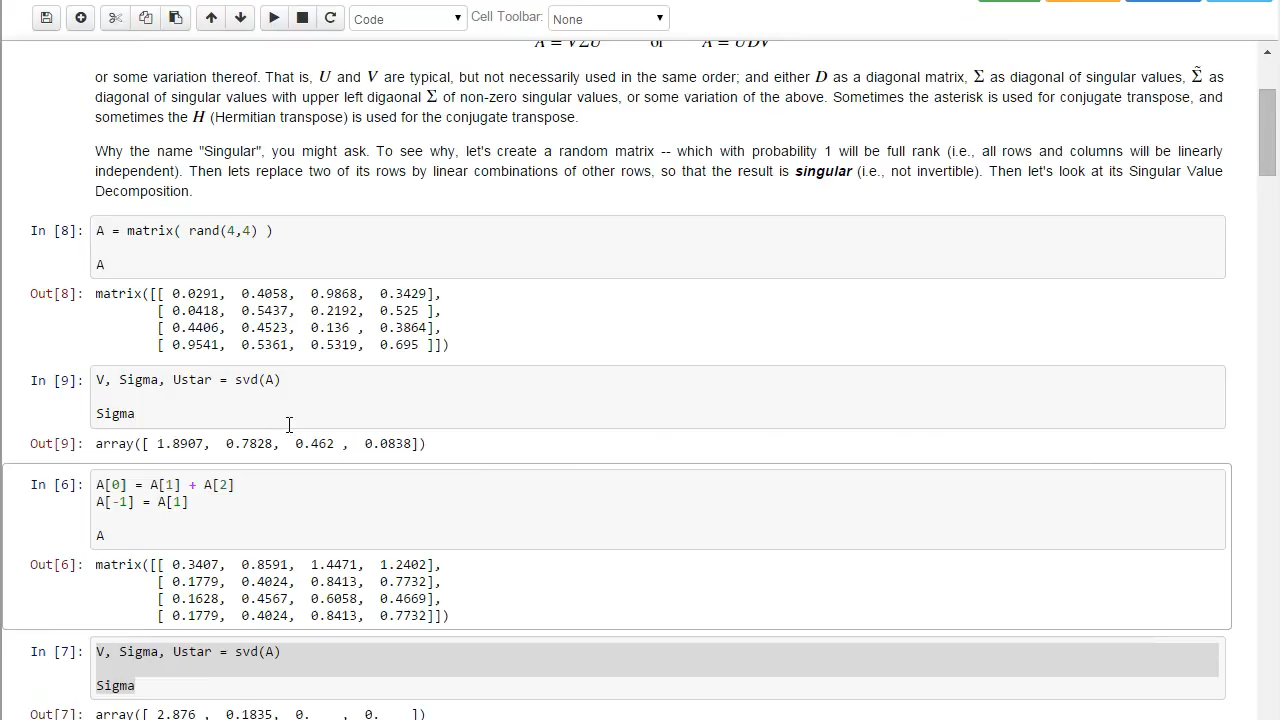 Code
Cell Toolbar:
None
or some variation thereof. That is, U and V are typical, but not necessarily used in the same order; and either D as a diagonal matrix, Σ as diagonal of singular values, Σ̃ as
diagonal of singular values with upper left digaonal Σ of non-zero singular values, or some variation of the above. Sometimes the asterisk is used for conjugate transpose, and
sometimes the H (Hermitian transpose) is used for the conjugate transpose.
Why the name "Singular", you might ask. To see why, let's create a random matrix -- which with probability 1 will be full rank (i.e., all rows and columns will be linearly
independent). Then lets replace two of its rows by linear combinations of other rows, so that the result is singular (i.e., not invertible). Then let's look at its Singular Value
Decomposition.
In [8]: A = matrix( rand(4,4) )
A
Out[8]: matrix([[ 0.0291, 0.4058, 0.9868, 0.3429],
[ 0.0418, 0.5437, 0.2192, 0.525 ],
[ 0.4406, 0.4523, 0.136 , 0.3864],
[ 0.9541, 0.5361, 0.5319, 0.695 ]])
In [9]: V, Sigma, Ustar = svd(A)
Sigma
Out[9]: array([ 1.8907, 0.7828, 0.462 , 0.0838])
In [6]: A[0] = A[1] + A[2]
A[-1] = A[1]
A
Out[6]: matrix([[ 0.3407, 0.8591, 1.4471, 1.2402],
[ 0.1779, 0.4024, 0.8413, 0.7732],
[ 0.1628, 0.4567, 0.6058, 0.4669],
[ 0.1779, 0.4024, 0.8413, 0.7732]])
In [7]: V, Sigma, Ustar = svd(A)
Sigma
Out[7]: array([ 2.876 , 0.1835, 0. , 0. ])